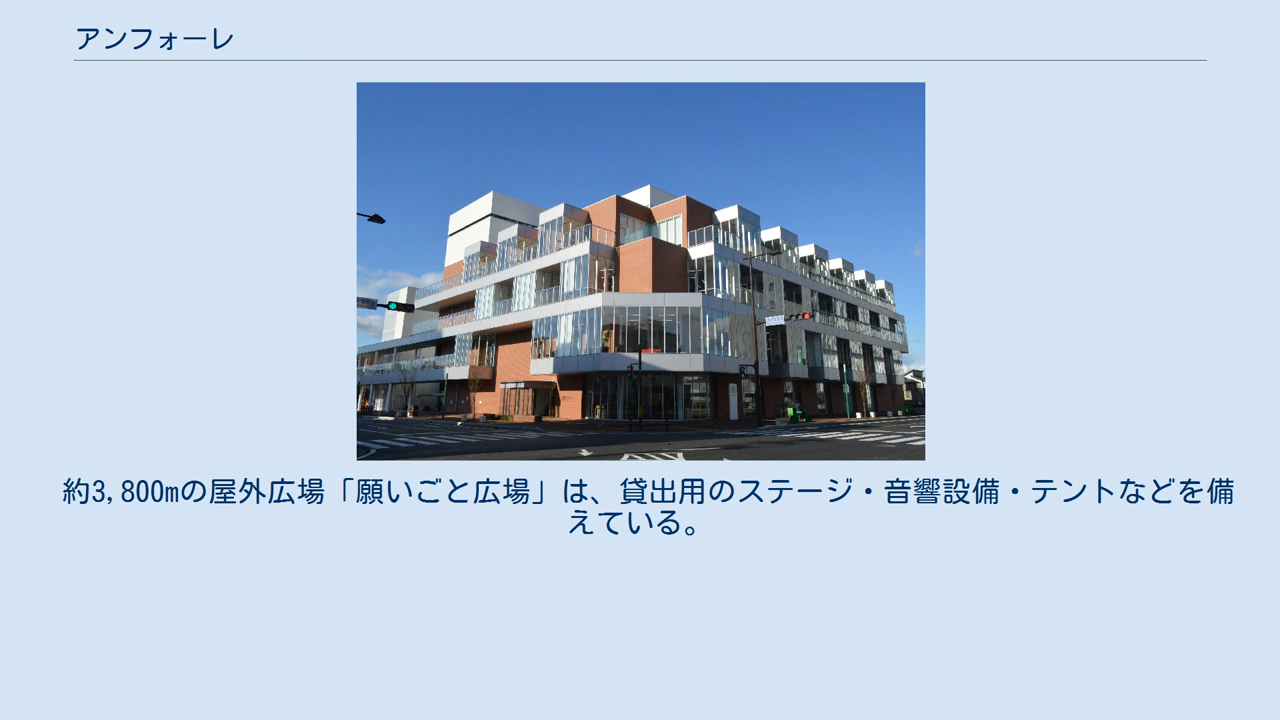 アンフォーレ
約3,800mの屋外広場「願いごと広場」は、貸出用のステージ・音響設備・テントなどを備
えている。